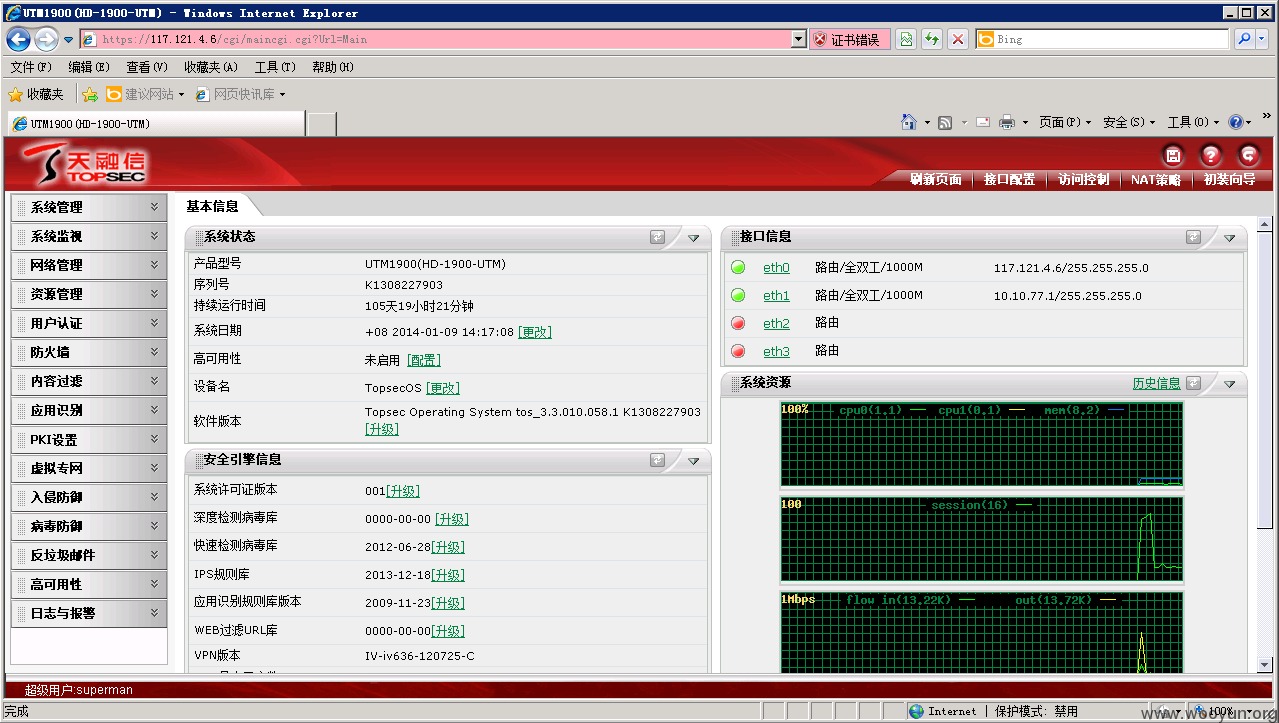 UTM1900(HD-1900-UTM) - Windows Internet Explorer
https://117.121.4.6/cgi/maincgi.cgi?Url=Main 证书错误 Bing
文件(F) 编辑(E) 查看(V) 收藏夹(A) 工具(T) 帮助(H)
收藏夹 建议网站 网页快讯库
UTM1900(HD-1900-UTM) 页面(P) 安全(S) 工具(O)
天融信
TOPSEC
刷新页面 接口配置 访问控制 NAT策略 初装向导
系统管理
系统监视
网络管理
资源管理
用户认证
防火墙
内容过滤
应用识别
PKI设置
虚拟专网
入侵防御
病毒防御
反垃圾邮件
高可用性
日志与报警
基本信息
系统状态
产品型号 UTM1900(HD-1900-UTM)
序列号 K1308227903
持续运行时间 105天19小时21分钟
系统日期 +08 2014-01-09 14:17:08 [更改]
高可用性 未启用 [配置]
设备名 TopsecOS [更改]
软件版本 Topsec Operating System tos_3.3.010.058.1 K1308227903
[升级]
安全引擎信息
系统许可证版本 001[升级]
深度检测病毒库 0000-00-00 [升级]
快速检测病毒库 2012-06-28[升级]
IPS规则库 2013-12-18[升级]
应用识别规则库版本 2009-11-23[升级]
WEB过滤URL库 0000-00-00[升级]
VPN版本 IV-iv636-120725-C
接口信息
eth0 路由/全双工/1000M 117.121.4.6/255.255.255.0
eth1 路由/全双工/1000M 10.10.77.1/255.255.255.0
eth2 路由
eth3 路由
系统资源 历史信息
100% cpu0(1,1) cpu1(0,1) mem(8,2)
100 session(16)
1Mbps flow in(13,22K) out(13,72K)
超级用户:superman
完成 Internet | 保护模式: 禁用 100%
www.wooyun.org